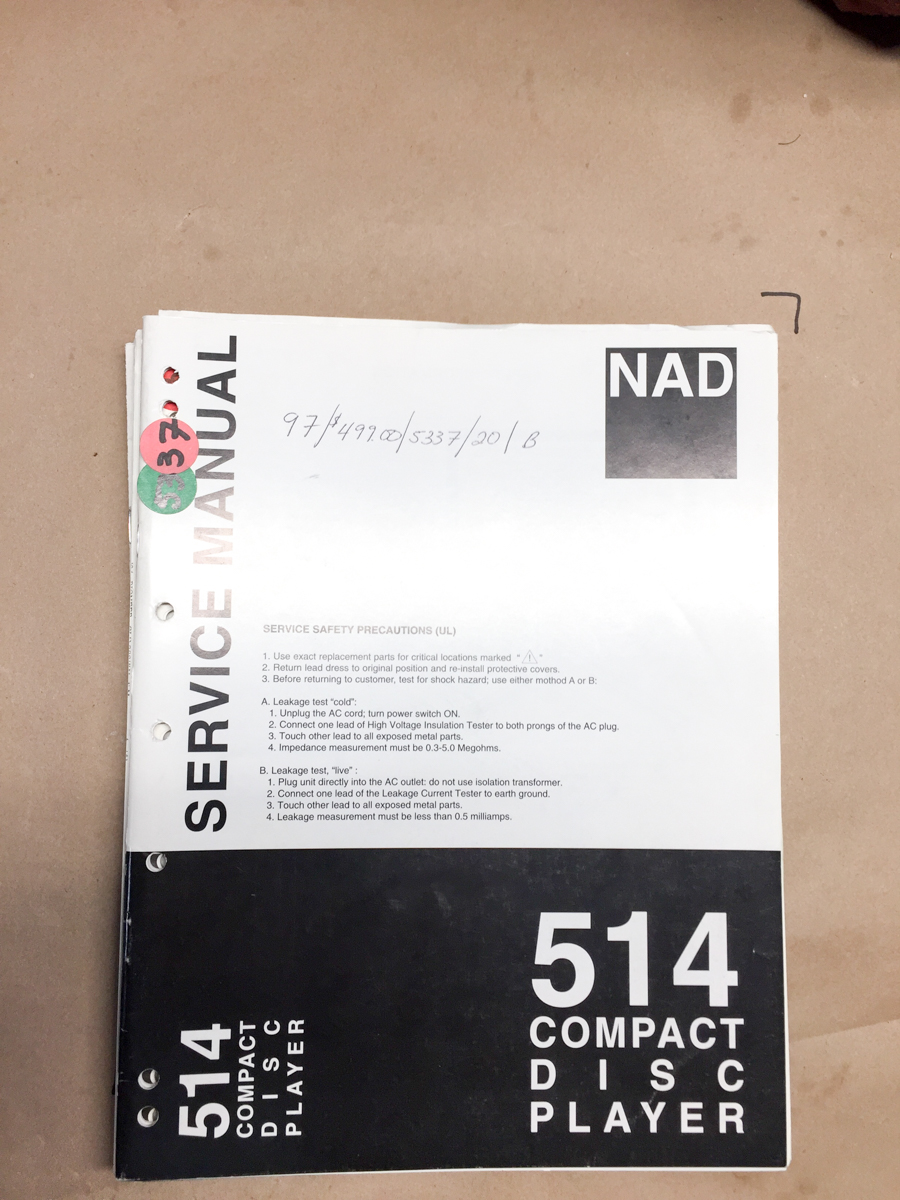 NAD
97/$499.00/5337/20/B
5337
SERVICE MANUAL
SERVICE SAFETY PRECAUTIONS (UL)
1. Use exact replacement parts for critical locations marked "⚠"
2. Return lead dress to original position and re-install protective covers.
3. Before returning to customer, test for shock hazard; use either mothod A or B:
A. Leakage test "cold":
1. Unplug the AC cord; turn power switch ON.
2. Connect one lead of High Voltage Insulation Tester to both prongs of the AC plug.
3. Touch other lead to all exposed metal parts.
4. Impedance measurement must be 0.3-5.0 Megohms.
B. Leakage test, "live" :
1. Plug unit directly into the AC outlet: do not use isolation transformer.
2. Connect one lead of the Leakage Current Tester to earth ground.
3. Touch other lead to all exposed metal parts.
4. Leakage measurement must be less than 0.5 milliamps.
514
COMPACT
DISC
PLAYER
514
COMPACT
DISC
PLAYER